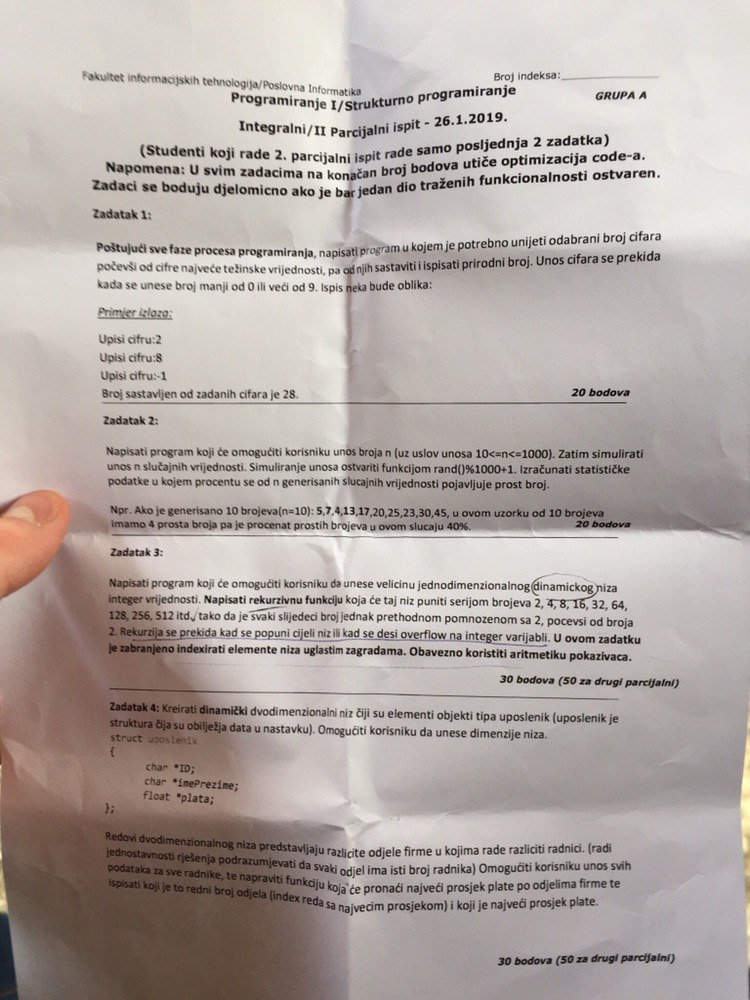 Fakultet informacijskih tehnologija/Poslovna Informatika
Broj indeksa:_______________
Programiranje I/Strukturno programiranje
GRUPA A
Integralni/II Parcijalni ispit - 26.1.2019.
(Studenti koji rade 2. parcijalni ispit rade samo posljednja 2 zadatka)
Napomena: U svim zadacima na konačan broj bodova utiče optimizacija code-a.
Zadaci se boduju djelomicno ako je bar jedan dio traženih funkcionalnosti ostvaren.
Zadatak 1:
Poštujući sve faze procesa programiranja, napisati program u kojem je potrebno unijeti odabrani broj cifara
počevši od cifre najveće težinske vrijednosti, pa od njih sastaviti i ispisati prirodni broj. Unos cifara se prekida
kada se unese broj manji od 0 ili veći od 9. Ispis neka bude oblika:
Primjer izlaza:
Upisi cifru:2
Upisi cifru:8
Upisi cifru:-1
Broj sastavljen od zadanih cifara je 28.
20 bodova
Zadatak 2:
Napisati program koji će omogućiti korisniku unos broja n (uz uslov unosa 10<=n<=1000). Zatim simulirati
unos n slučajnih vrijednosti. Simuliranje unosa ostvariti funkcijom rand()%1000+1. Izračunati statističke
podatke u kojem procentu se od n generisanih slucajnih vrijednosti pojavljuje prost broj.
Npr. Ako je generisano 10 brojeva(n=10): 5,7,4,13,17,20,25,23,30,45, u ovom uzorku od 10 brojeva
imamo 4 prosta broja pa je procenat prostih brojeva u ovom slucaju 40%.
20 bodova
Zadatak 3:
Napisati program koji će omogućiti korisniku da unese velicinu jednodimenzionalnog dinamickog niza
integer vrijednosti. Napisati rekurzivnu funkciju koja će taj niz puniti serijom brojeva 2, 4, 8, 16, 32, 64,
128, 256, 512 itd., tako da je svaki slijedeći broj jednak prethodnom pomnozenom sa 2, pocevsi od broja
2. Rekurzija se prekida kad se popuni cijeli niz ili kad se desi overflow na integer varijabli. U ovom zadatku
je zabranjeno indexirati elemente niza uglastim zagradama. Obavezno koristiti aritmetiku pokazivaca.
30 bodova (50 za drugi parcijalni)
Zadatak 4: Kreirati dinamički dvodimenzionalni niz čiji su elementi objekti tipa uposlenik (uposlenik je
struktura čija su obilježja data u nastavku). Omogućiti korisniku da unese dimenzije niza.
struct uposlenik
{
char *ID;
char *imePrezime;
float *plata;
};
Redovi dvodimenzionalnog niza predstavljaju razlicite odjele firme u kojima rade razliciti radnici. (radi
jednostavnosti rješenja podrazumjevati da svaki odjel ima isti broj radnika) Omogućiti korisniku unos svih
podataka za sve radnike, te napraviti funkciju koja će pronaći najveći prosjek plate po odjelima firme te
ispisati koji je to redni broj odjela (index reda sa najvecim prosjekom) i koji je najveći prosjek plate.
30 bodova (50 za drugi parcijalni)